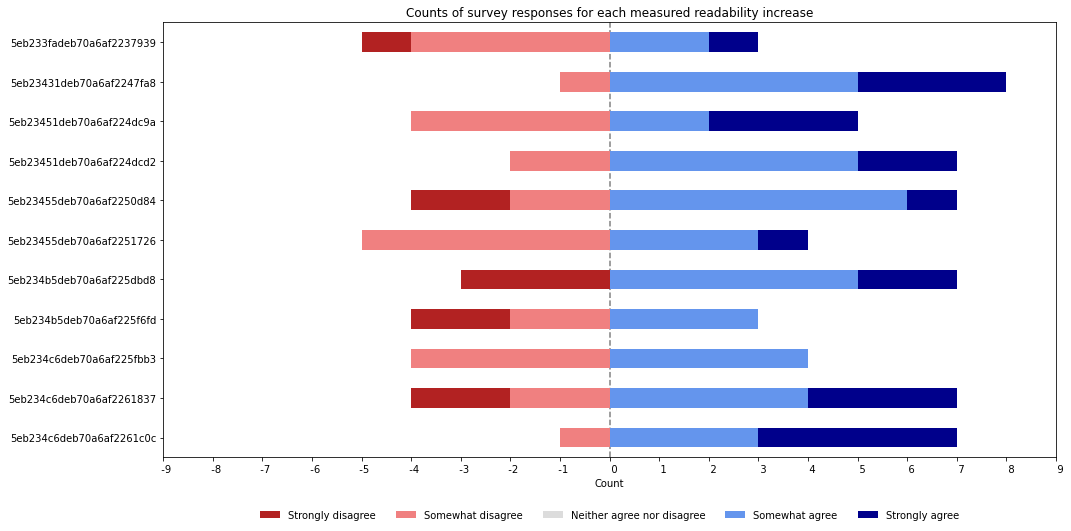 Counts of survey responses for each measured readability increase
5eb233fadeb70a6af2237939
5eb23431deb70a6af2247fa8
5eb23451deb70a6af224dc9a
5eb23451deb70a6af224dcd2
5eb23455deb70a6af2250d84
5eb23455deb70a6af2251726
5eb234b5deb70a6af225dbd8
5eb234b5deb70a6af225f6fd
5eb234c6deb70a6af225fbb3
5eb234c6deb70a6af2261837
5eb234c6deb70a6af2261c0c
-9 -8 -7 -6 -5 -4 -3 -2 -1 0 1 2 3 4 5 6 7 8 9
Count
Strongly disagree Somewhat disagree Neither agree nor disagree Somewhat agree Strongly agree